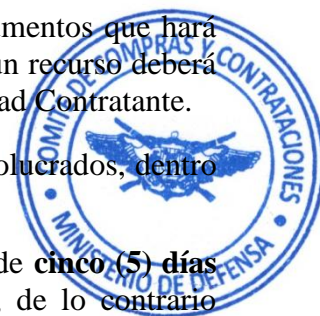 umentos que hará
un recurso deberá
ad Contratante.
olucrados, dentro
de cinco (5) días
, de lo contrario
COMITÉ DE COMPRAS Y CONTRATACIONES
MINISTERIO DE DEFENSA